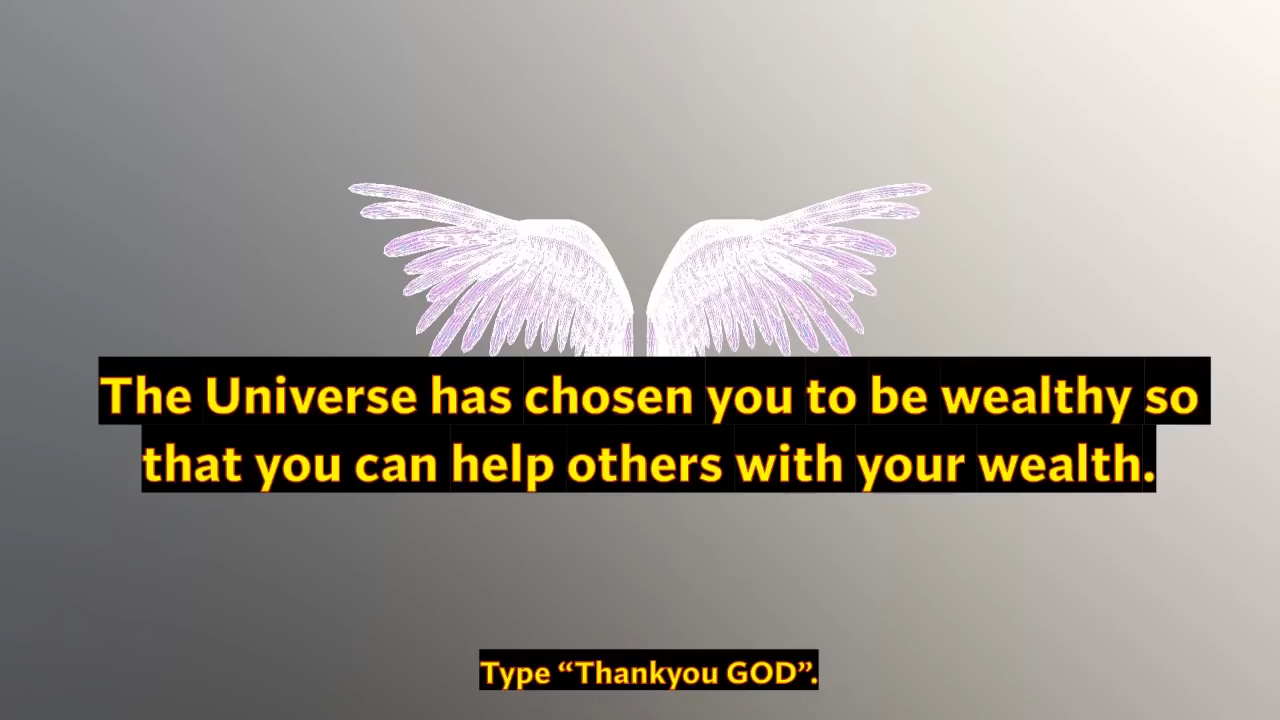 The Universe has chosen you to be wealthy so
that you can help others with your wealth.
Type “Thankyou GOD”.